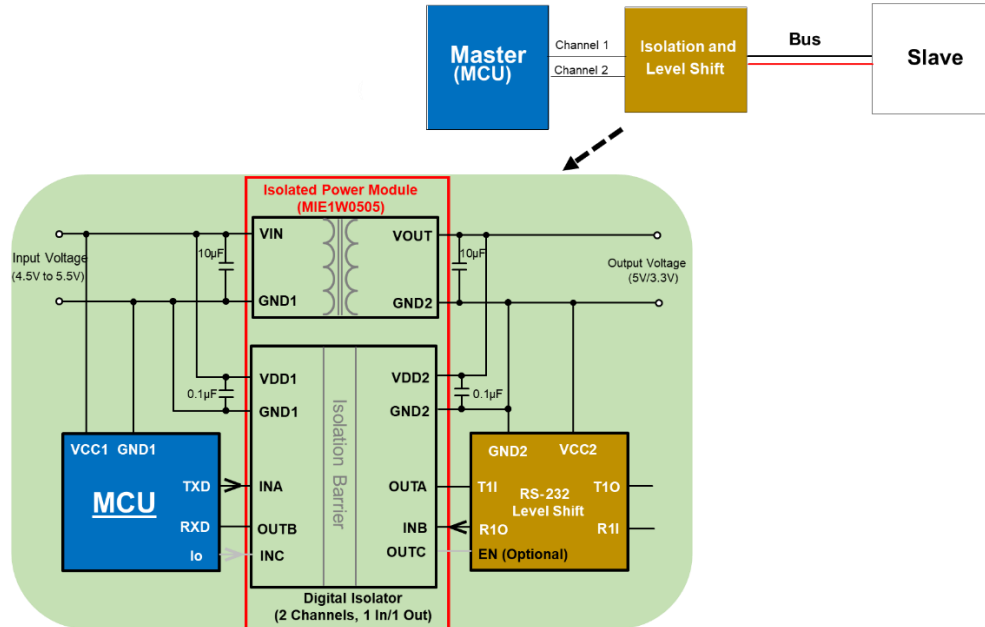 Master
(MCU)
Channel 1
Channel 2
Isolation and
Level Shift
Bus
Slave
Isolated Power Module
(MIE1W0505)
Input Voltage
(4.5V to 5.5V)
10µF
VIN
GND1
VOUT
GND2
10µF
Output Voltage
(5V/3.3V)
0.1µF
VDD1
GND1
Isolation Barrier
VDD2
GND2
0.1µF
VCC1 GND1
MCU
TXD
RXD
Io
INA
OUTB
INC
OUTA
INB
OUTC
GND2
VCC2
T1I
R1O
RS-232
Level Shift
T1O
R1I
EN (Optional)
Digital Isolator
(2 Channels, 1 In/1 Out)